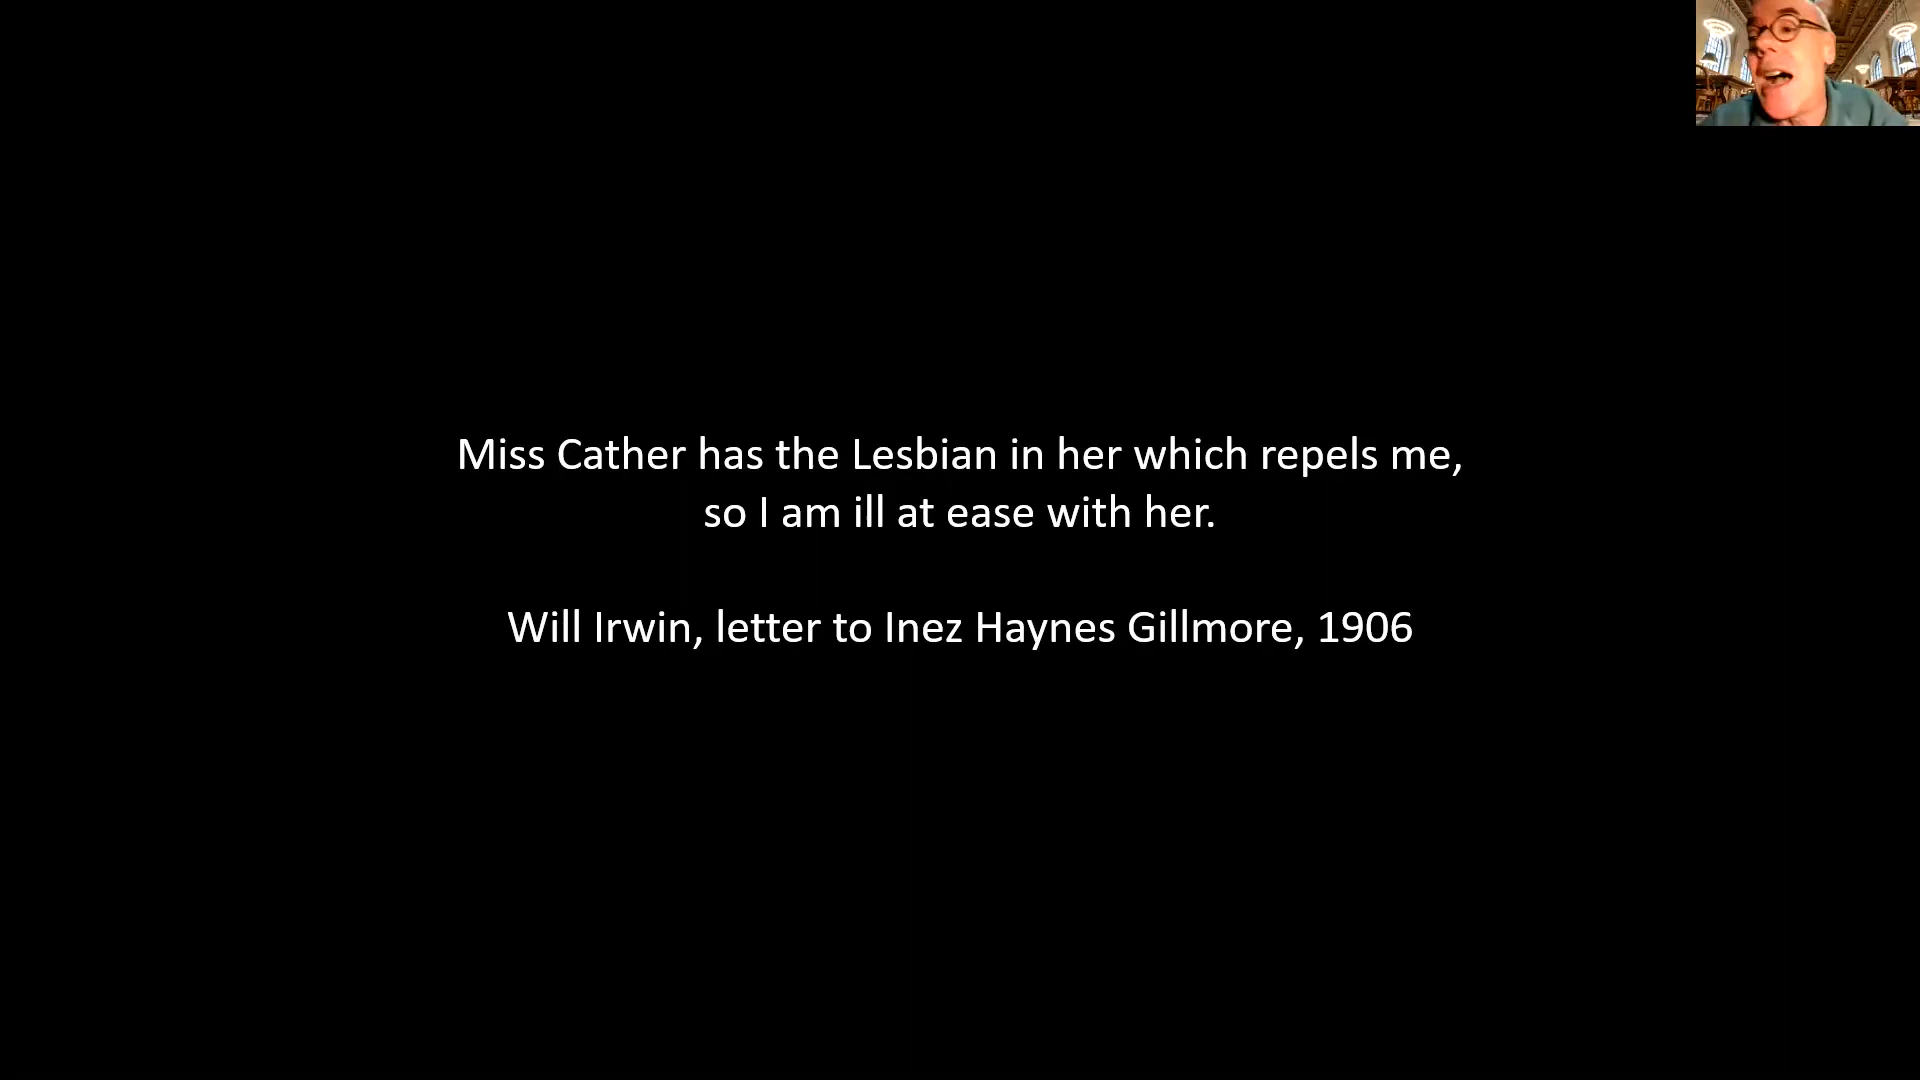 Miss Cather has the Lesbian in her which repels me,
so I am ill at ease with her.
Will Irwin, letter to Inez Haynes Gillmore, 1906